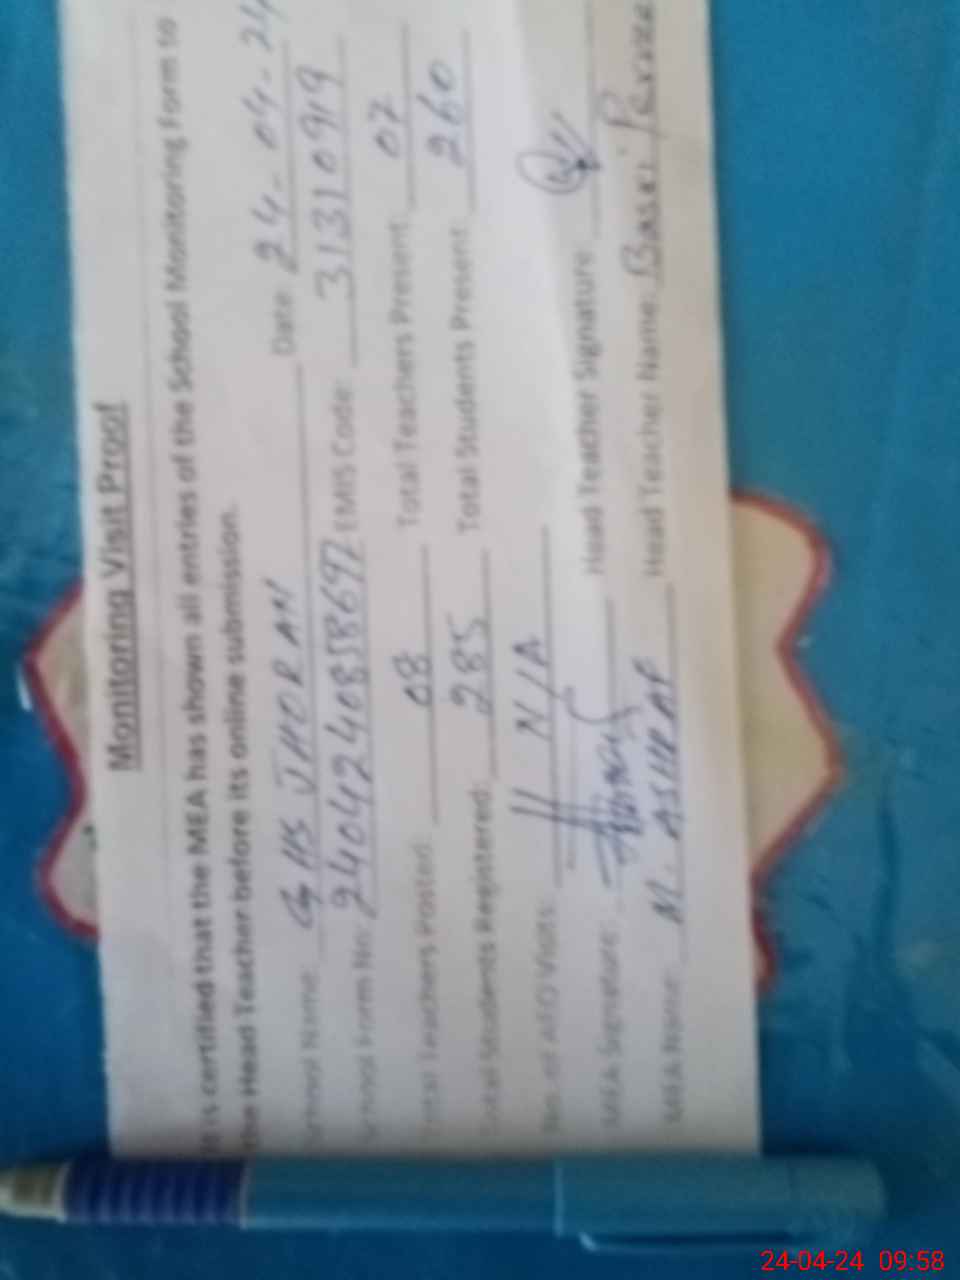 Monitoring Visit Proof
It is certified that the MEA has shown all entries of the School Monitoring Form to
the Head Teacher before its online submission.
School Name: GHS JHORAN Date: 24-04-24
School Form No: 2404240858697 EMIS Code: 31310919
Total Teachers Posted: 08 Total Teachers Present: 07
Total Students Registered: 285 Total Students Present: 260
No. of AEO Visits: N/A
MEA Signature: Head Teacher Signature:
MEA Name: M. ASHRAF Head Teacher Name:
24-04-24 09:58